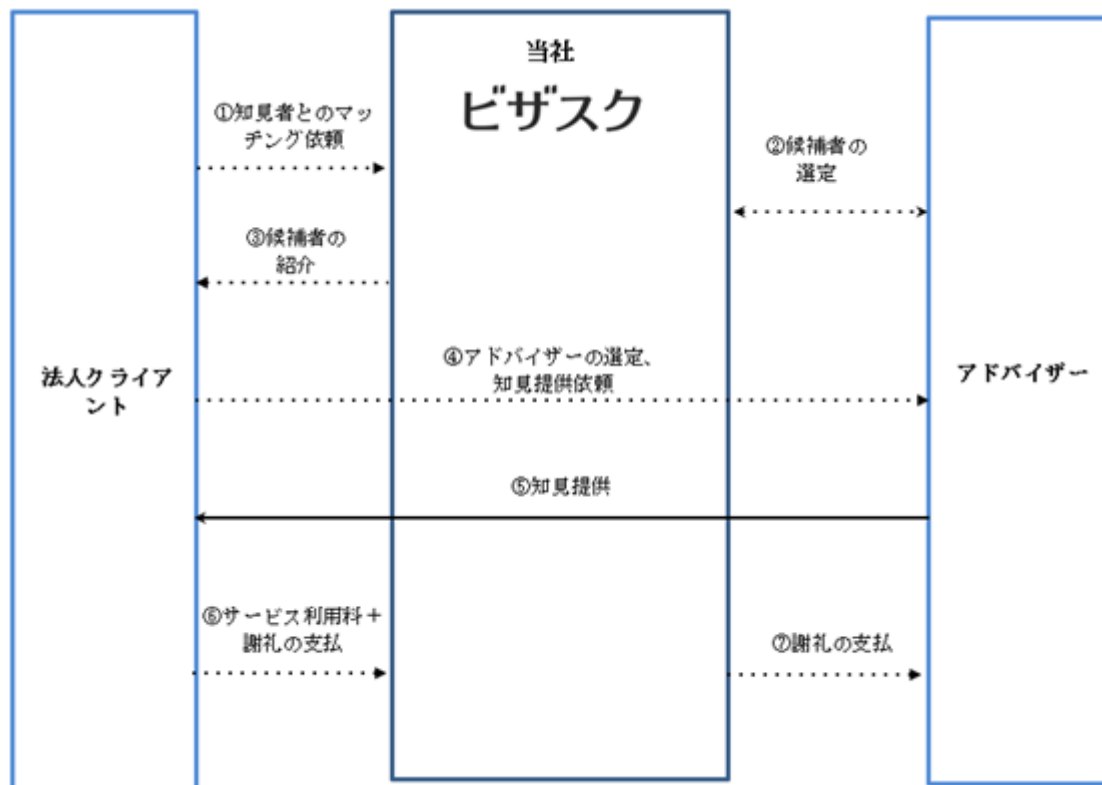 当社
ビザスク
①知見者とのマッ
チング依頼
②候補者の
選定
③候補者の
紹介
④アドバイザーの選定、
知見提供依頼
法人クライア
ント
アドバイザー
⑤知見提供
⑥サービス利用料＋
謝礼の支払
⑦謝礼の支払